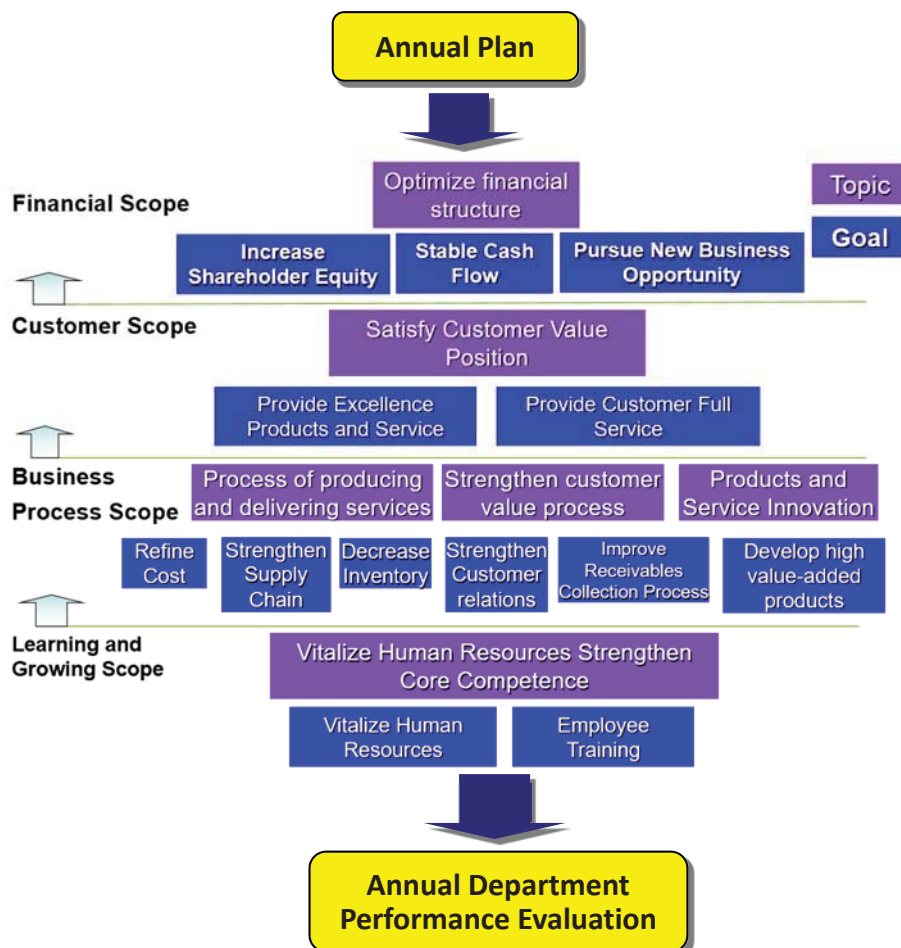 Annual Plan
Financial Scope
Optimize financial
structure
Topic
Goal
Increase
Shareholder Equity
Stable Cash
Flow
Pursue New Business
Opportunity
Customer Scope
Satisfy Customer Value
Position
Provide Excellence
Products and Service
Provide Customer Full
Service
Business
Process Scope
Process of producing
and delivering services
Strengthen customer
value process
Products and
Service Innovation
Refine
Cost
Strengthen
Supply
Chain
Decrease
Inventory
Strengthen
Customer
relations
Improve
Receivables
Collection Process
Develop high
value-added
products
Learning and
Growing Scope
Vitalize Human Resources Strengthen
Core Competence
Vitalize Human
Resources
Employee
Training
Annual Department
Performance Evaluation